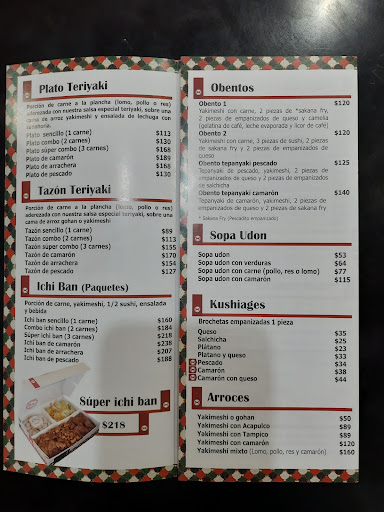 Plato Teriyaki
Porción de carne a la plancha (lomo, pollo o res)
aderezada con nuestra salsa especial teriyaki, sobre una
cama de arroz yakimeshi y ensalada de lechuga con
zanahoria.
Plato sencillo (1 carne) $113
Plato combo (2 carnes) $130
Plato súper combo (3 carnes) $168
Plato de camarón $189
Plato de arrachera $168
Plato de pescado $130
Tazón Teriyaki
Porción de carne a la plancha (lomo, pollo o res)
aderezada con nuestra salsa especial teriyaki, sobre una
cama de arroz gohan o yakimeshi
Tazón sencillo (1 carne) $89
Tazón combo (2 carnes) $113
Tazón súper combo (3 carnes) $155
Tazón de camarón $170
Tazón de arrachera $154
Tazón de pescado $127
Ichi Ban (Paquetes)
Porción de carne, yakimeshi, 1/2 sushi, ensalada
y bebida
Ichi ban sencillo (1 carne) $160
Combo ichi ban (2 carnes) $184
Súper ichi ban (3 carnes) $218
Ichi ban de camarón $238
Ichi ban de arrachera $207
Ichi ban de pescado $188
Súper ichi ban
$218
Obentos
Obento 1 $120
Yakimeshi con carne, 2 piezas de *sakana fry,
2 piezas de empanizados de queso y camelia
(gelatina de café, leche evaporada y licor de café)
Obento 2 $120
Yakimeshi con carne, 3 piezas de sushi, 2 piezas
de sakana fry y 2 piezas de empanizados de
queso
Obento tepanyaki pescado $125
Tepanyaki de pescado, yakimeshi, 2 piezas de
empanizados de queso y 2 piezas de empanizados
de salchicha
Obento tepanyaki camarón $140
Tepanyaki de camarón, yakimeshi, 2 piezas de
empanizados de queso y 2 piezas de sakana fry
* Sakana Fry (Pescadito empanizado)
Sopa Udon
Sopa udon $53
Sopa udon con verduras $64
Sopa udon con carne (pollo, res o lomo) $77
Sopa udon con camarón $115
Kushiages
Brochetas empanizadas 1 pieza
Queso $35
Salchicha $25
Plátano $23
Platano y queso $33
Pescado $34
Camarón $38
Camarón con queso $44
Arroces
Yakimeshi o gohan $50
Yakimeshi con Acapulco $89
Yakimeshi con Tampico $89
Yakimeshi con camarón $120
Yakimeshi mixto (Lomo, pollo, res y camarón) $160